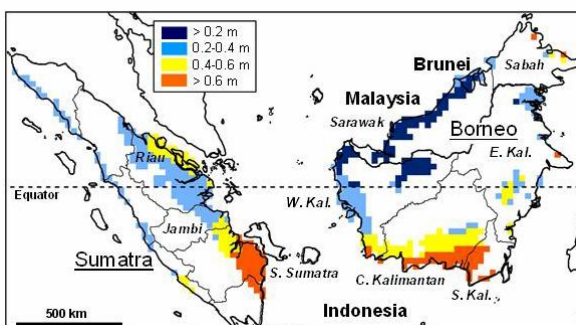 > 0.2 m
0.2-0.4 m
0.4-0.6 m
> 0.6 m
Brunei
Sabah
Malaysia
Sarawak
Borneo
Riau
E. Kal.
Equator
W. Kal.
Jambi
Sumatra
S. Sumatra
C. Kalimantan
S. Kal.
Indonesia
500 km